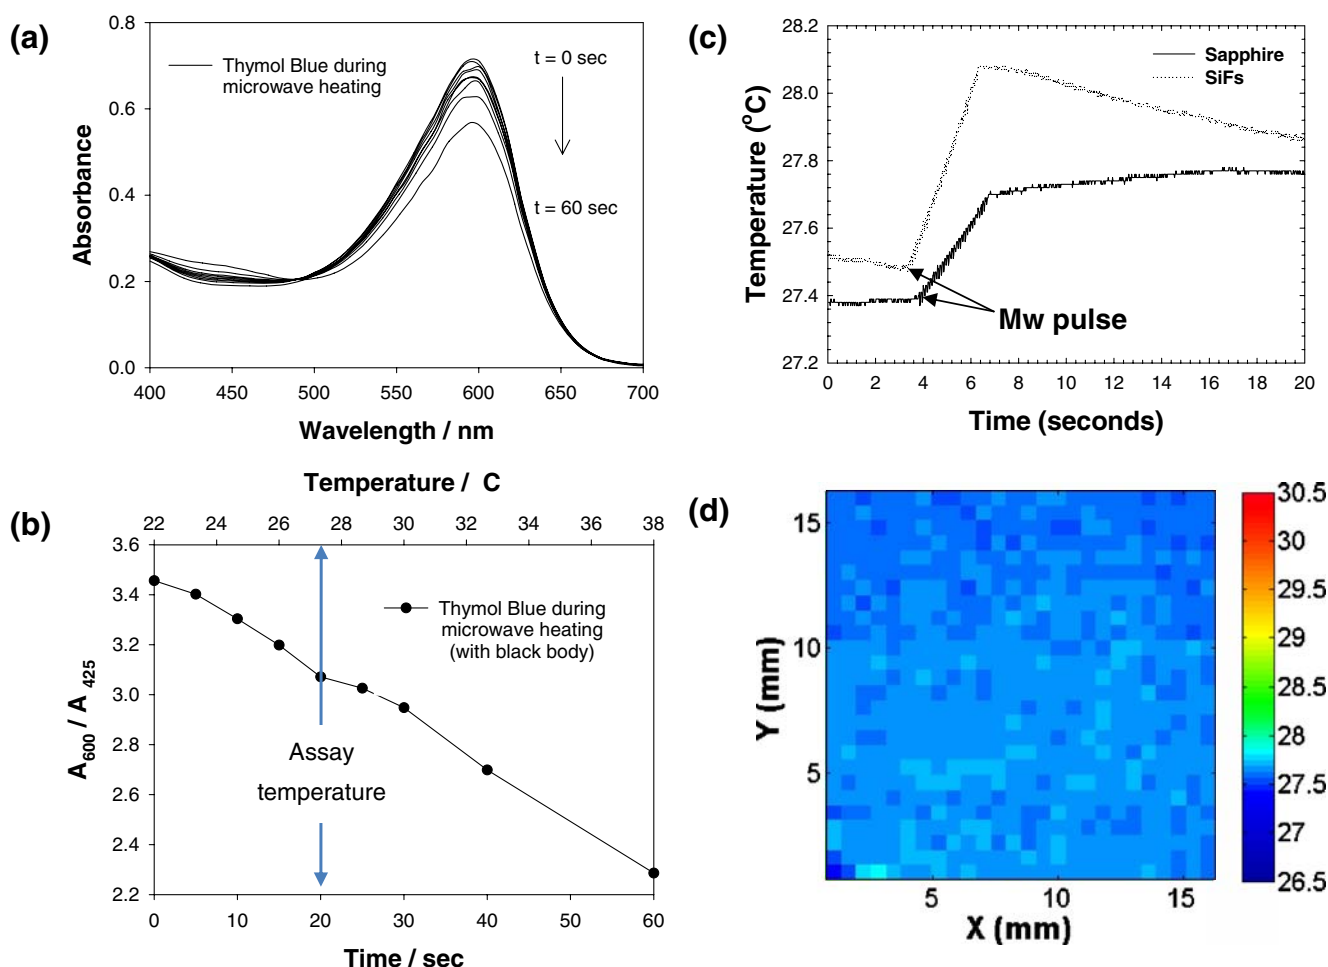 (a)
0.8
0.6
0.4
0.2
0.0
Absorbance
Thymol Blue during
microwave heating
t = 0 sec
t = 60 sec
400 450 500 550 600 650 700
Wavelength / nm
(b)
Temperature / C
22 24 26 28 30 32 34 36 38
3.6
3.4
3.2
3.0
2.8
2.6
2.4
2.2
A600 / A 425
Thymol Blue during
microwave heating
(with black body)
Assay
temperature
0 10 20 30 40 50 60
Time / sec
(c)
28.2
28.0
27.8
27.6
27.4
27.2
Temperature (oC)
Sapphire
SiFs
Mw pulse
0 2 4 6 8 10 12 14 16 18 20
Time (seconds)
(d)
15
10
5
Y (mm)
5 10 15
X (mm)
30.5
30
29.5
29
28.5
28
27.5
27
26.5